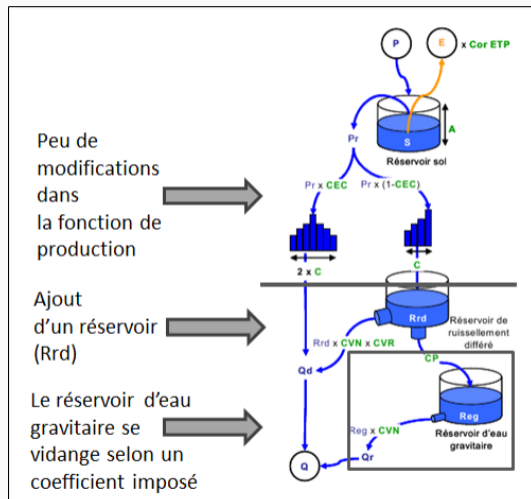 P
E
x Cor ETP
A
S
Réservoir sol
Pr
Peu de
modifications
dans
la fonction de
production
Pr x CEC
Pr x (1-CEC)
2 x C
C
Ajout
d’un réservoir
(Rrd)
Rrd
Réservoir de
ruissellement
différé
Rrd x CVN x CVR
CP
Qd
Le réservoir d’eau
gravitaire se
vidange selon un
coefficient imposé
Reg
Réservoir d'eau
gravitaire
Reg x CVN
Qr
Q